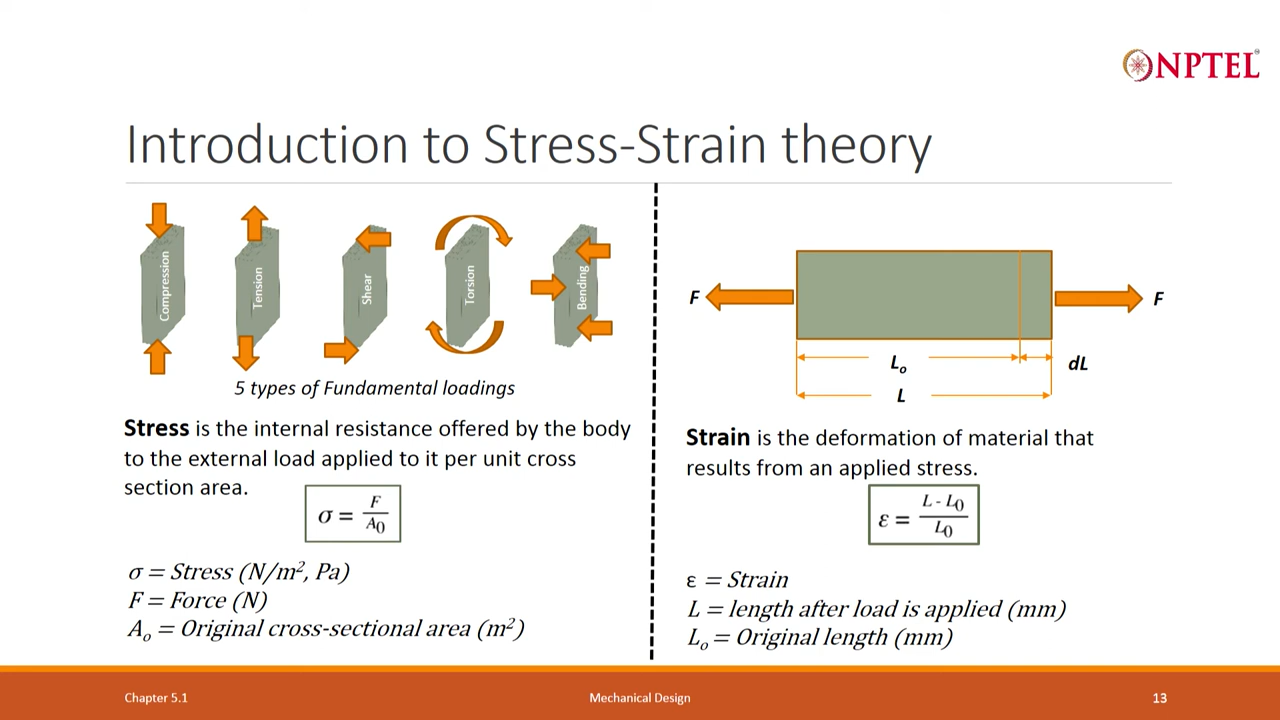 NPTEL
Introduction to Stress-Strain theory
Compression
Tension
Shear
Torsion
Bending
5 types of Fundamental loadings
Stress is the internal resistance offered by the body
to the external load applied to it per unit cross
section area.
σ = F / A0
σ = Stress (N/m², Pa)
F = Force (N)
Aₒ = Original cross-sectional area (m²)
F
F
Lₒ
dL
L
Strain is the deformation of material that
results from an applied stress.
ε = L - L0 / L0
ε = Strain
L = length after load is applied (mm)
Lₒ = Original length (mm)
Chapter 5.1
Mechanical Design
13